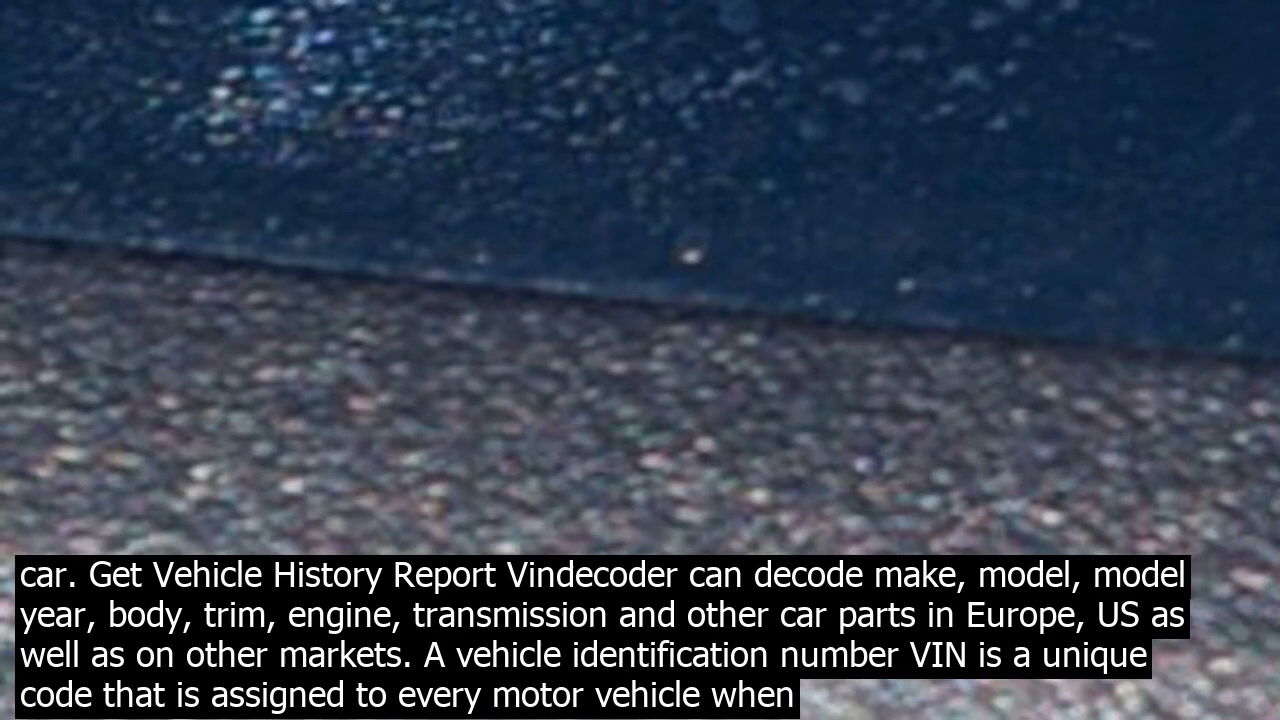 car. Get Vehicle History Report Vindecoder can decode make, model, model
year, body, trim, engine, transmission and other car parts in Europe, US as
well as on other markets. A vehicle identification number VIN is a unique
code that is assigned to every motor vehicle when